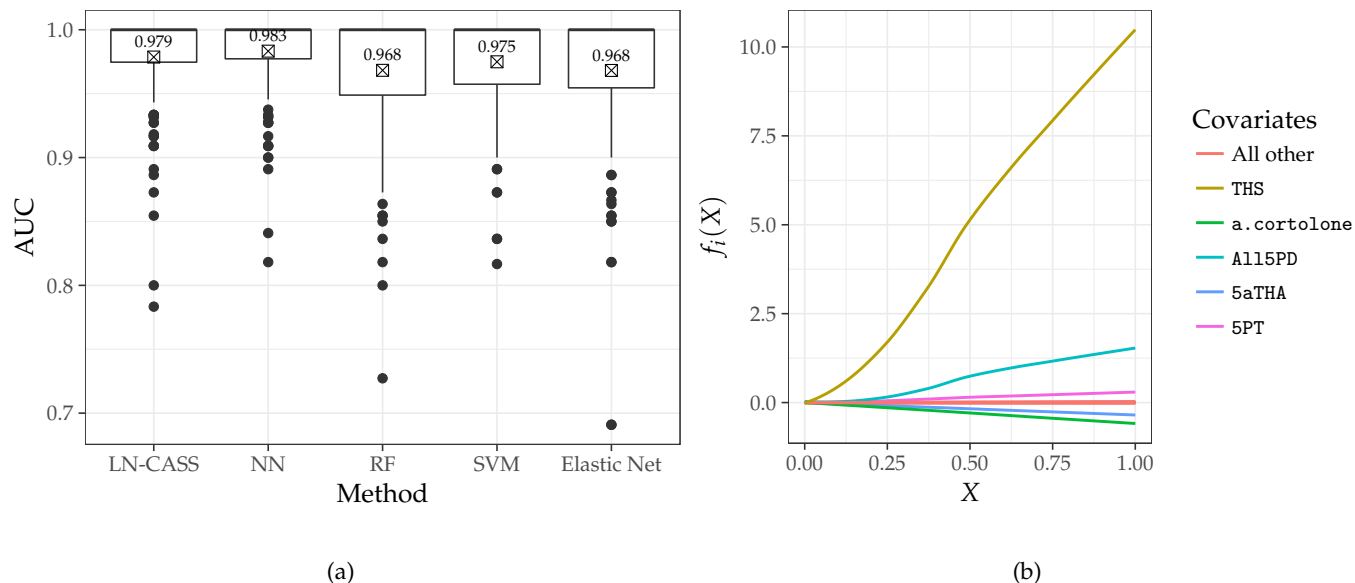 1.0
0.9
0.8
0.7
AUC
0.979
0.983
0.968
0.975
0.968
LN-CASS
NN
RF
SVM
Elastic Net
Method
(a)
10.0
7.5
5.0
2.5
0.0
f_i(X)
0.00
0.25
0.50
0.75
1.00
X
(b)
Covariates
All other
THS
a.cortolone
All5PD
5aTHA
5PT